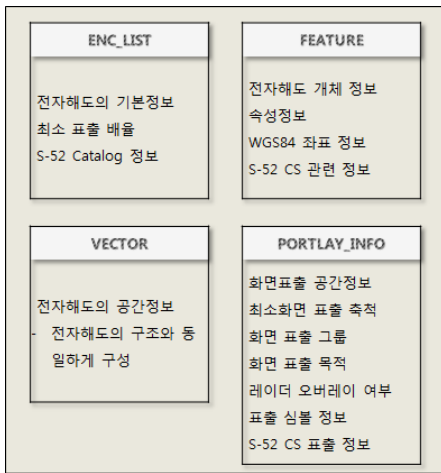 ENC_LIST
전자해도의 기본정보
최소 표출 배율
S-52 Catalog 정보
FEATURE
전자해도 개체 정보
속성정보
WGS84 좌표 정보
S-52 CS 관련 정보
VECTOR
전자해도의 공간정보
- 전자해도의 구조와 동
일하게 구성
PORTLAY_INFO
화면표출 공간정보
최소화면 표출 축척
화면 표출 그룹
화면 표출 목적
레이더 오버레이 여부
표출 심볼 정보
S-52 CS 표출 정보